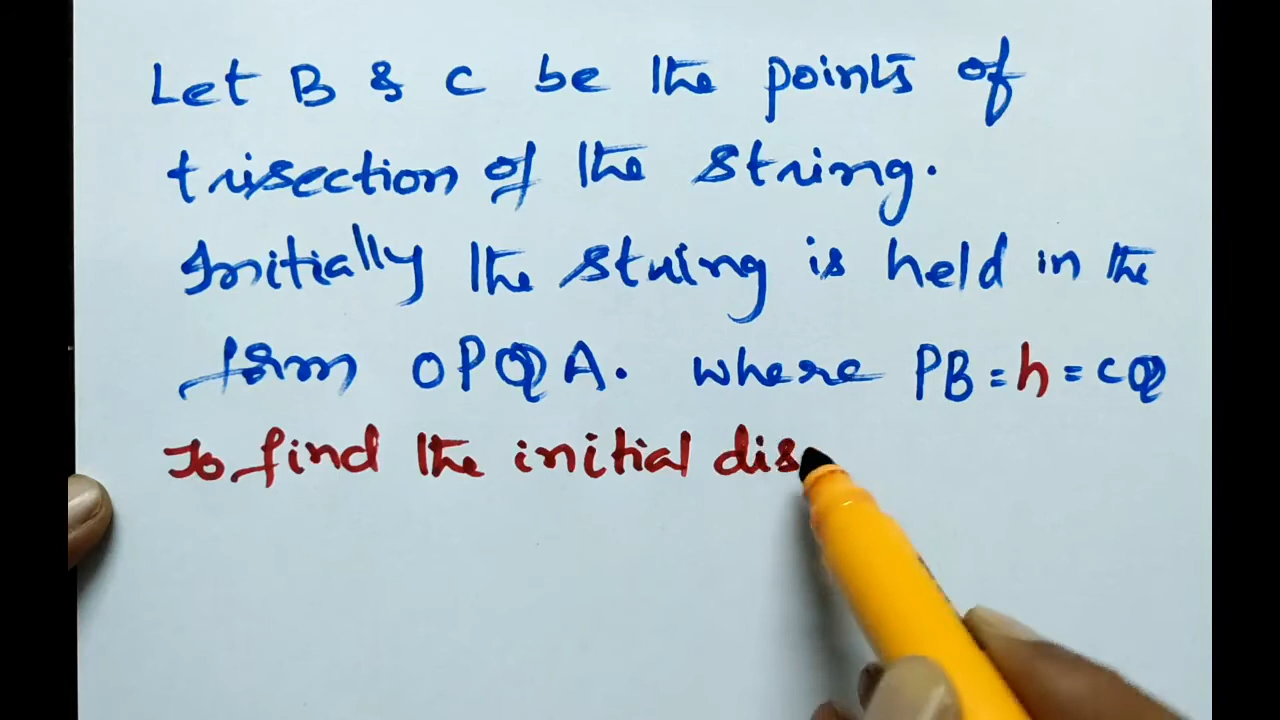 Let B & C be the points of
trisection of the string.
Initially the string is held in the
form OPQA. where PB = h = CQ
To find the initial dis